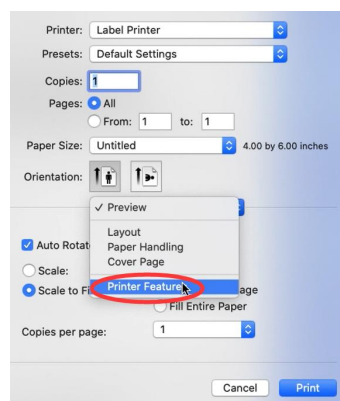 Printer: Label Printer
Presets: Default Settings
Copies: 1
Pages: All
From: 1 to: 1
Paper Size: Untitled 4.00 by 6.00 inches
Orientation:
✓ Preview
Layout
Auto Rotat
Paper Handling
Cover Page
Scale:
Printer Feature
Scale to Fi age
Fill Entire Paper
Copies per page: 1
Cancel Print